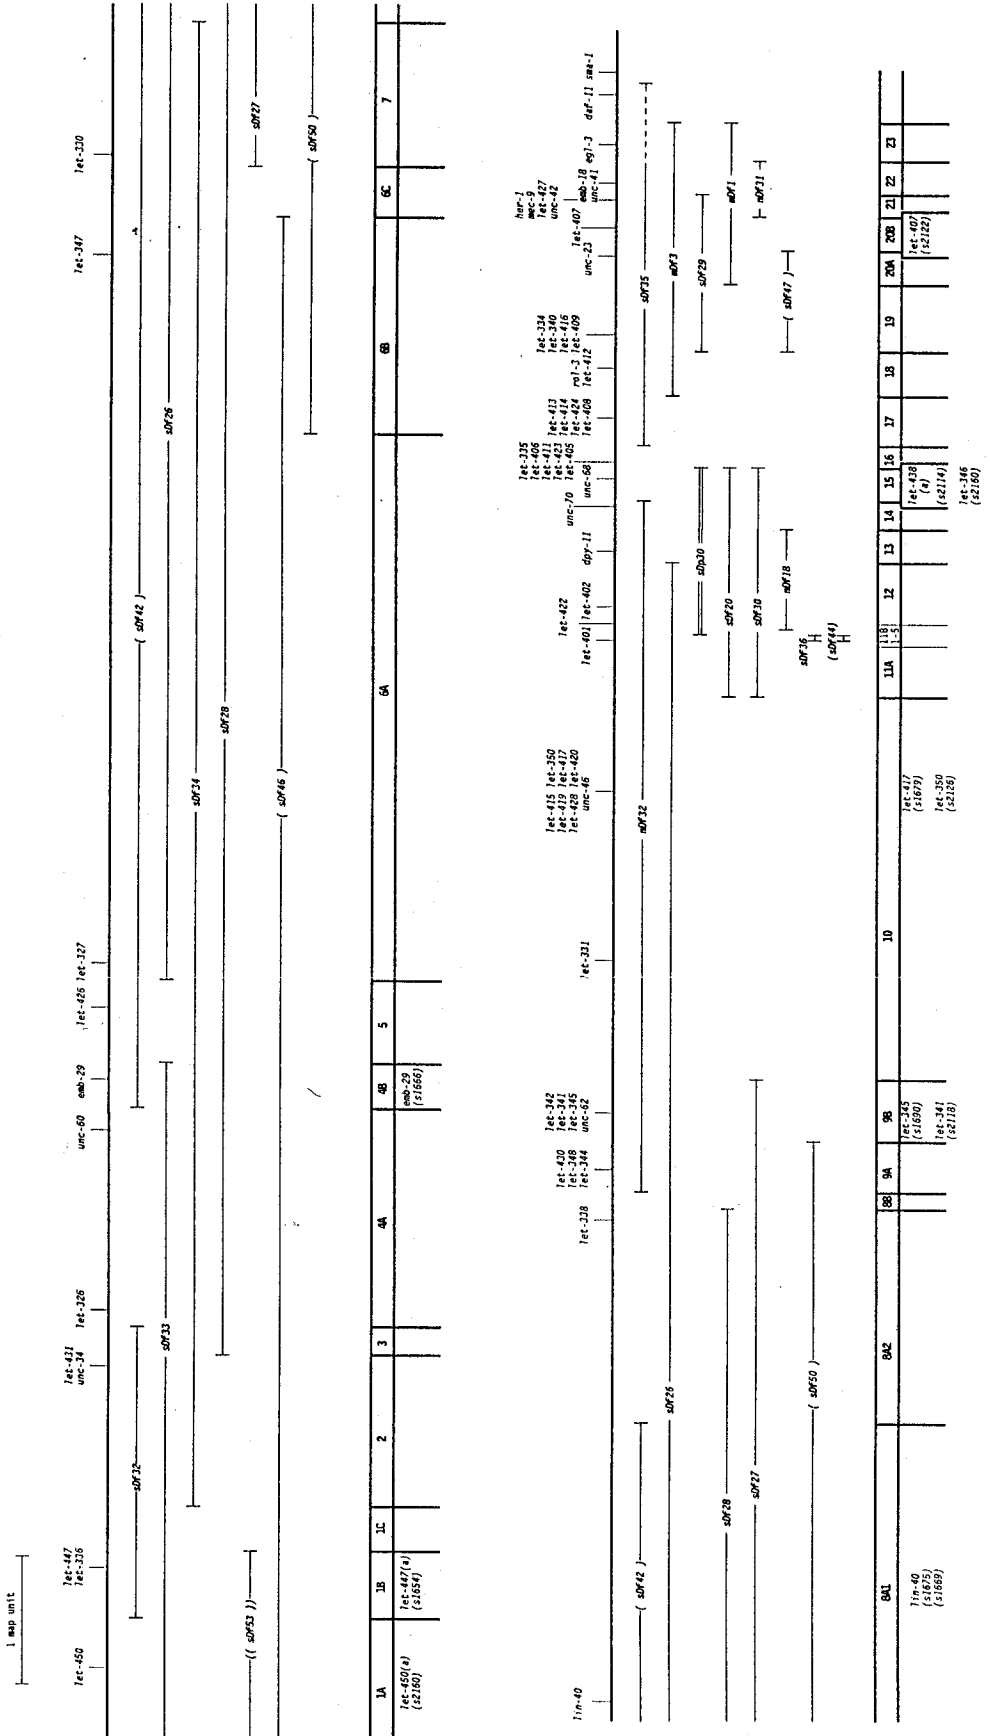 1 map unit
let-450
let-447
let-336
let-431
unc-34
let-326
unc-60
emb-29
let-426
let-327
let-347
let-330
( sDf42 )
sDf32
sDf26
sDf33
sDf34
sDf28
(( sDf53 ))
sDf27
( sDf46 )
( sDf50 )
1A
1B
1C
2
3
4A
4B
5
6A
6B
6C
7
let-450(a)
(s2160)
let-447(a)
(s1654)
emb-29
(s1666)
lin-40
let-338
let-430
let-348
let-344
let-342
let-341
let-345
unc-62
let-331
let-415 let-350
let-419 let-417
let-428 let-420
unc-46
let-401
let-422
let-402
dpy-11
unc-70
unc-68
let-335
let-406
let-411
let-423
let-405
let-413
let-414
let-424
let-408
rol-3
let-412
let-334
let-340
let-416
let-409
unc-23
let-407
her-1
mec-9
let-427
unc-42
emb-18
unc-41
egl-3
daf-11
sma-1
( sDf42 )
mDf32
sDf35
sDf26
mDf3
sDp30
sDf29
sDf28
sDf20
mDf1
sDf27
sDf30
nDf31
nDf18
( sDf47 )
( sDf50 )
sDf36
(sDf44)
8A1
8A2
8B
9A
9B
10
11A
11B
1-5
12
13
14
15
16
17
18
19
20A
20B
21
22
23
lin-40
(s1675)
(s1669)
let-345
(s1690)
let-341
(s2118)
let-417
(s1679)
let-350
(s2126)
let-438
(a)
(s2114)
let-346
(s2160)
let-407
(s2122)